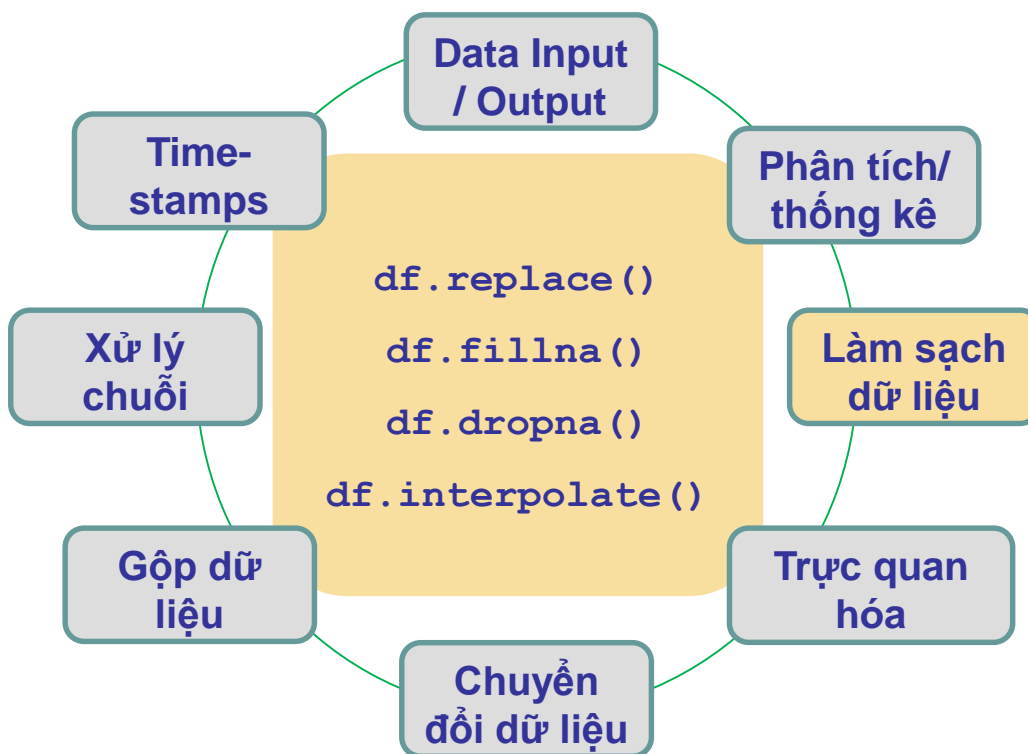 Data Input
/ Output
Time-
stamps
Phân tích/
thống kê
df.replace()
df.fillna()
df.dropna()
df.interpolate()
Xử lý
chuỗi
Làm sạch
dữ liệu
Gộp dữ
liệu
Trực quan
hóa
Chuyển
đổi dữ liệu